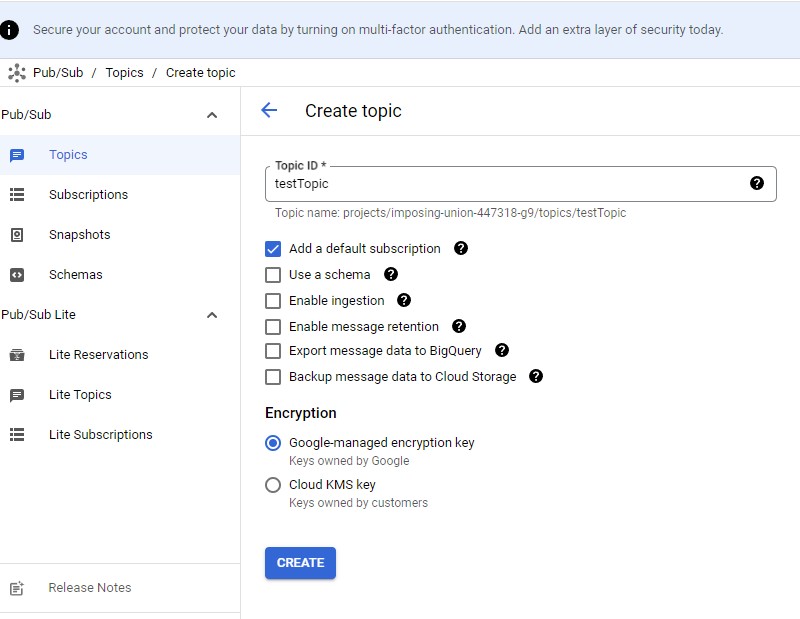 Secure your account and protect your data by turning on multi-factor authentication. Add an extra layer of security today.
Pub/Sub / Topics / Create topic
Pub/Sub
Topics
Subscriptions
Snapshots
Schemas
Pub/Sub Lite
Lite Reservations
Lite Topics
Lite Subscriptions
Release Notes
Create topic
Topic ID *
testTopic
Topic name: projects/imposing-union-447318-g9/topics/testTopic
Add a default subscription
Use a schema
Enable ingestion
Enable message retention
Export message data to BigQuery
Backup message data to Cloud Storage
Encryption
Google-managed encryption key
Keys owned by Google
Cloud KMS key
Keys owned by customers
CREATE